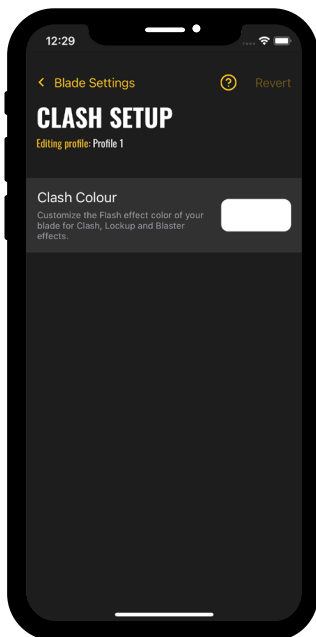 12:29
Blade Settings
Revert
CLASH SETUP
Editing profile: Profile 1
Clash Colour
Customize the Flash effect color of your
blade for Clash, Lockup and Blaster
effects.